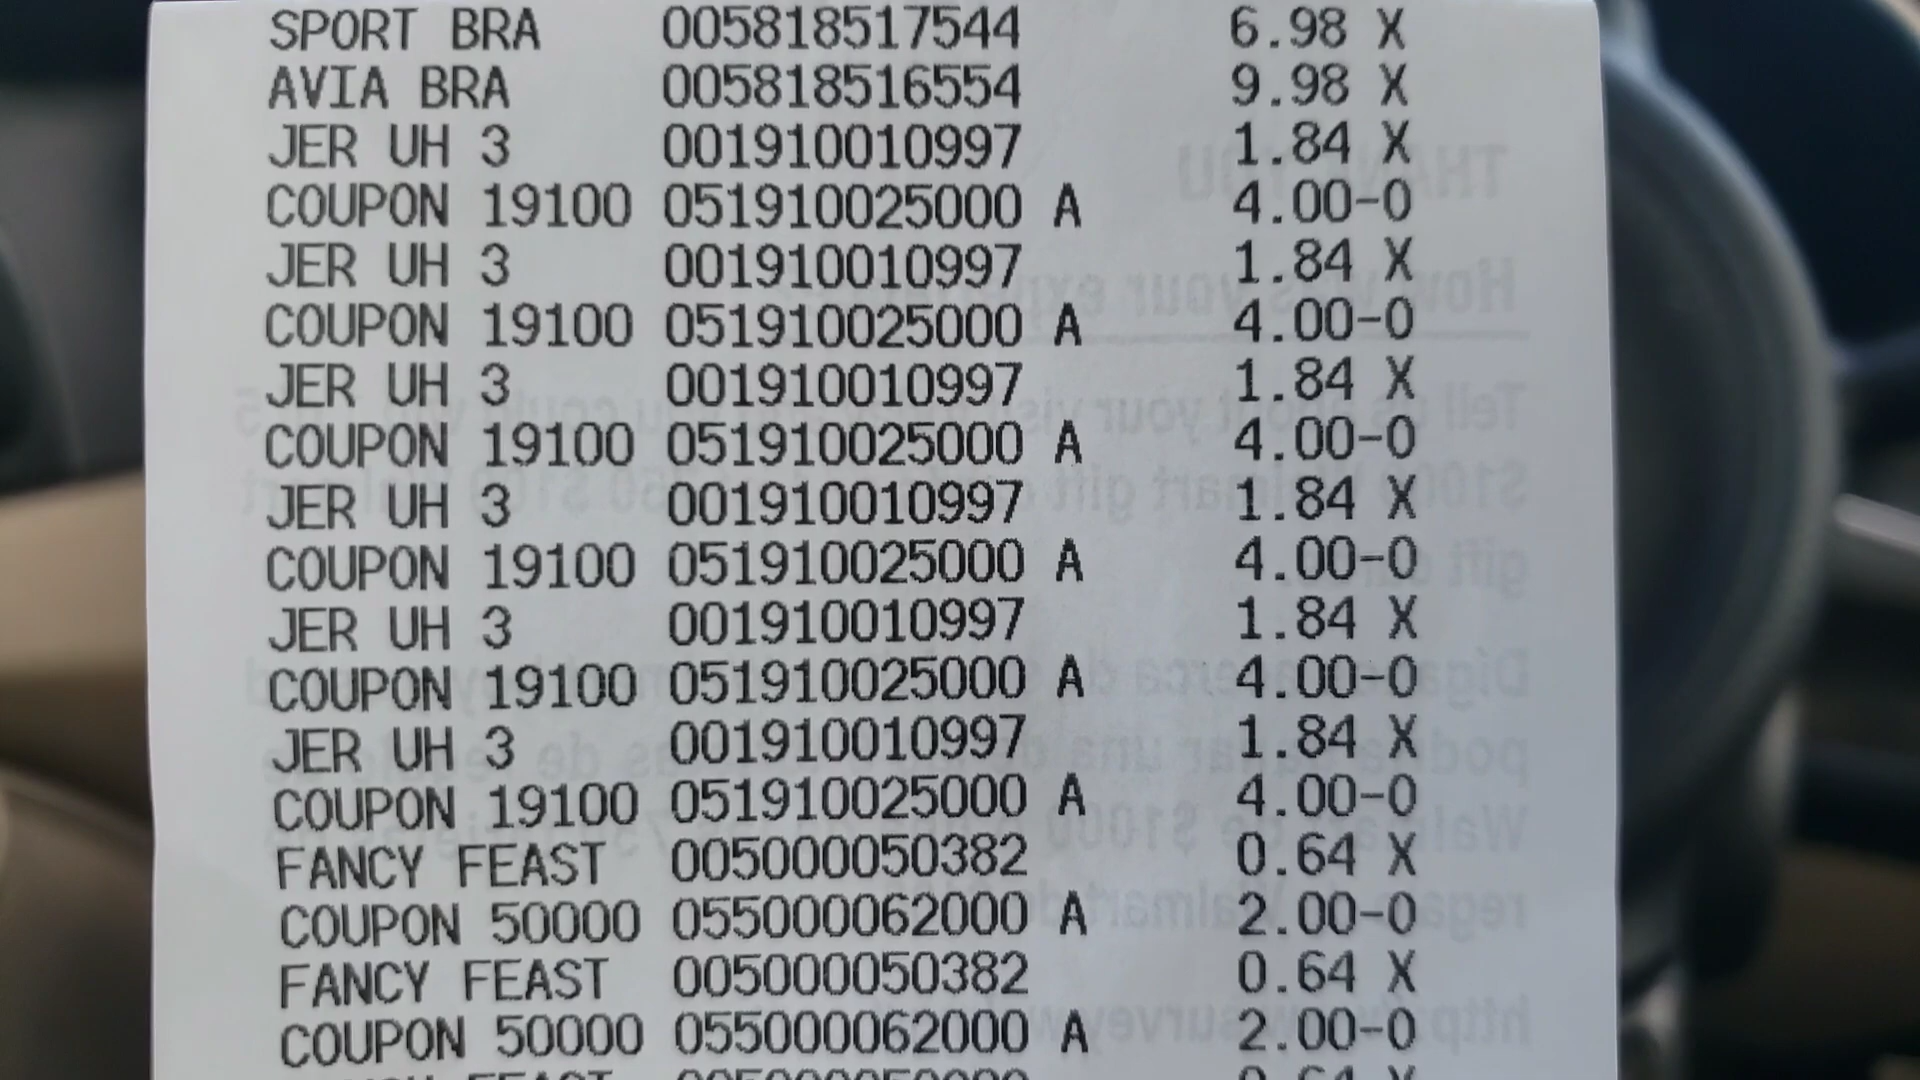 SPORT BRA 005818517544 6.98 X
AVIA BRA 005818516554 9.98 X
JER UH 3 001910010997 1.84 X
COUPON 19100 051910025000 A 4.00-0
JER UH 3 001910010997 1.84 X
COUPON 19100 051910025000 A 4.00-0
JER UH 3 001910010997 1.84 X
COUPON 19100 051910025000 A 4.00-0
JER UH 3 001910010997 1.84 X
COUPON 19100 051910025000 A 4.00-0
JER UH 3 001910010997 1.84 X
COUPON 19100 051910025000 A 4.00-0
JER UH 3 001910010997 1.84 X
COUPON 19100 051910025000 A 4.00-0
FANCY FEAST 005000050382 0.64 X
COUPON 50000 055000062000 A 2.00-0
FANCY FEAST 005000050382 0.64 X
COUPON 50000 055000062000 A 2.00-0